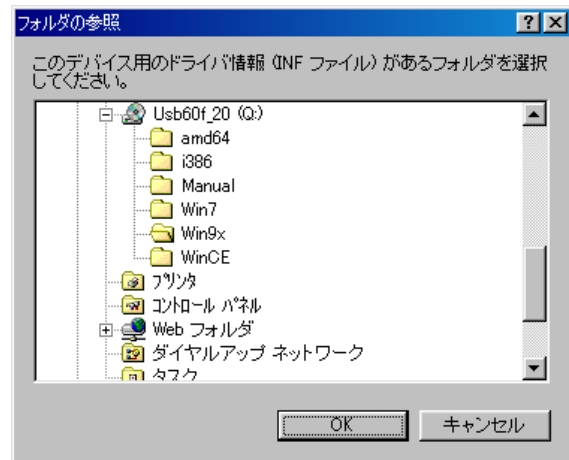 フォルダの参照
このデバイス用のドライバ情報 (INF ファイル) があるフォルダを選択
してください。
Usb60f_20 (Q:)
amd64
i386
Manual
Win7
Win9x
WinCE
プリンタ
コントロール パネル
Web フォルダ
ダイヤルアップ ネットワーク
タスク
OK
キャンセル